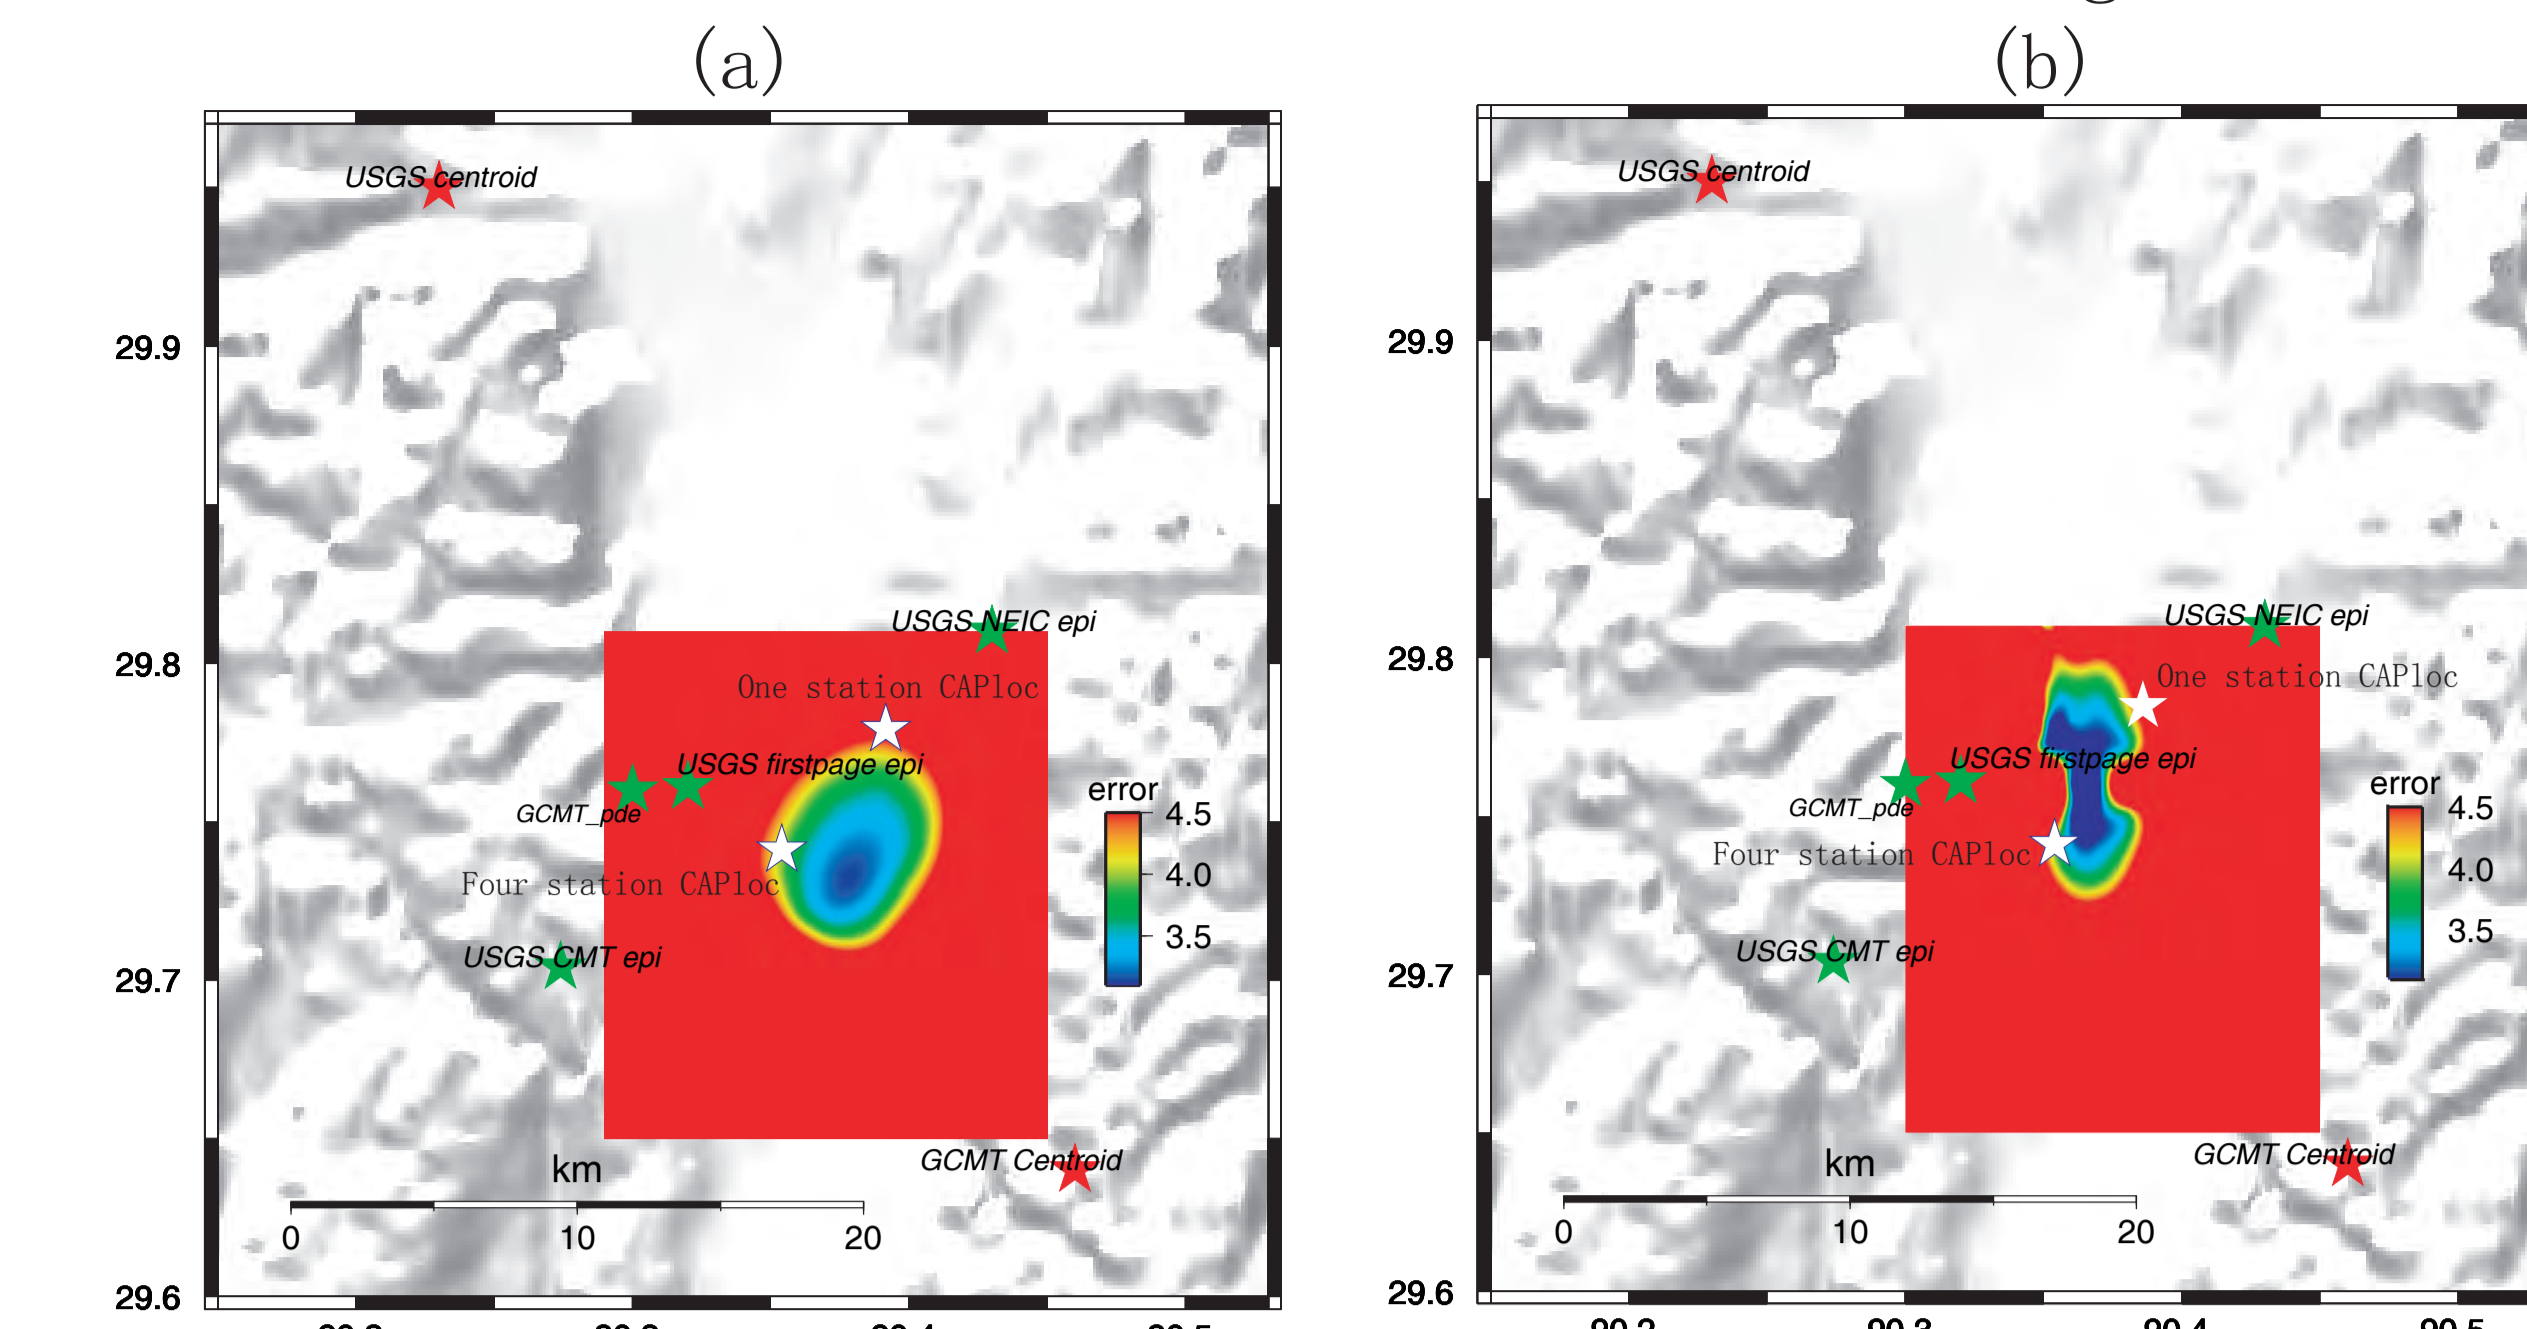 (a)
USGS centroid
29.9
USGS NEIC epi
29.8
One station CAPloc
USGS firstpage epi
GCMT_pde
error
4.5
4.0
3.5
Four station CAPloc
USGS CMT epi
29.7
GCMT Centroid
km
0 10 20
29.6
(b)
USGS centroid
29.9
USGS NEIC epi
29.8
One station CAPloc
USGS firstpage epi
GCMT_pde
error
4.5
4.0
3.5
Four station CAPloc
USGS CMT epi
29.7
GCMT Centroid
km
0 10 20
29.6